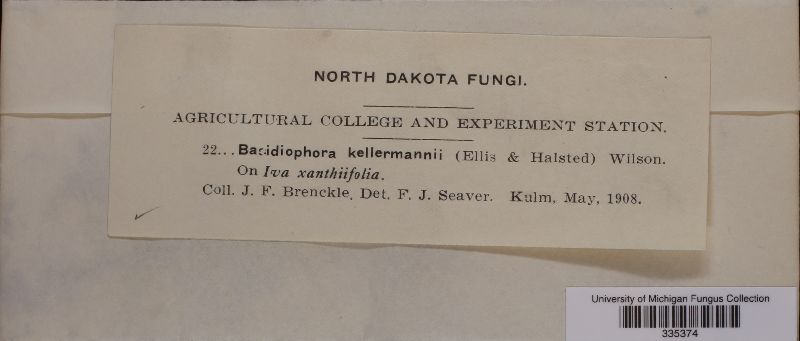 NORTH DAKOTA FUNGI.
AGRICULTURAL COLLEGE AND EXPERIMENT STATION.
22... Basidiophora kellermannii (Ellis & Halsted) Wilson.
On Iva xanthiifolia.
Coll. J. F. Brenckle, Det. F. J. Seaver. Kulm, May, 1908.
University of Michigan Fungus Collection
335374